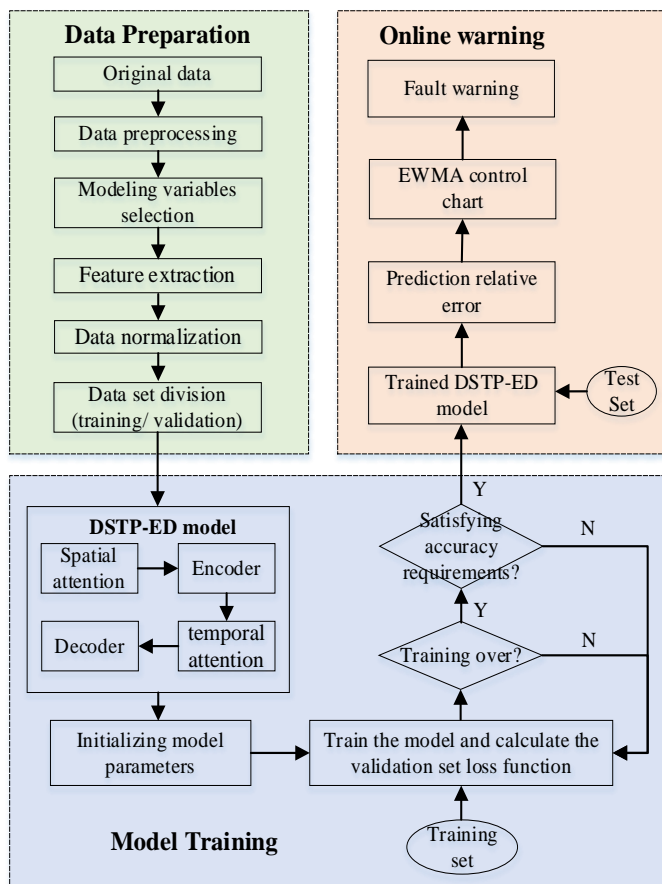 Data Preparation
Original data
Data preprocessing
Modeling variables
selection
Feature extraction
Data normalization
Data set division
(training/ validation)
Online warning
Fault warning
EWMA control
chart
Prediction relative
error
Trained DSTP-ED
model
Test
Set
DSTP-ED model
Spatial
attention
Encoder
temporal
attention
Decoder
Initializing model
parameters
Y
Satisfying
accuracy
requirements?
N
Y
Training over?
N
Train the model and calculate the
validation set loss function
Training
set
Model Training